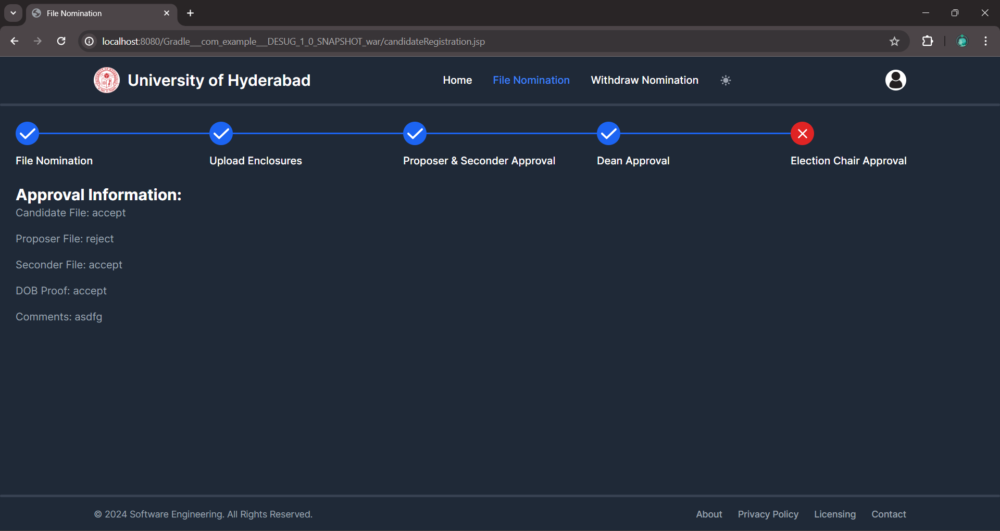 File Nomination
localhost:8080/Gradle___com_example___DESUG_1_0_SNAPSHOT_war/candidateRegistration.jsp
University of Hyderabad
Home File Nomination Withdraw Nomination
File Nomination Upload Enclosures Proposer & Seconder Approval Dean Approval Election Chair Approval
Approval Information:
Candidate File: accept
Proposer File: reject
Seconder File: accept
DOB Proof: accept
Comments: asdfg
© 2024 Software Engineering. All Rights Reserved.
About Privacy Policy Licensing Contact